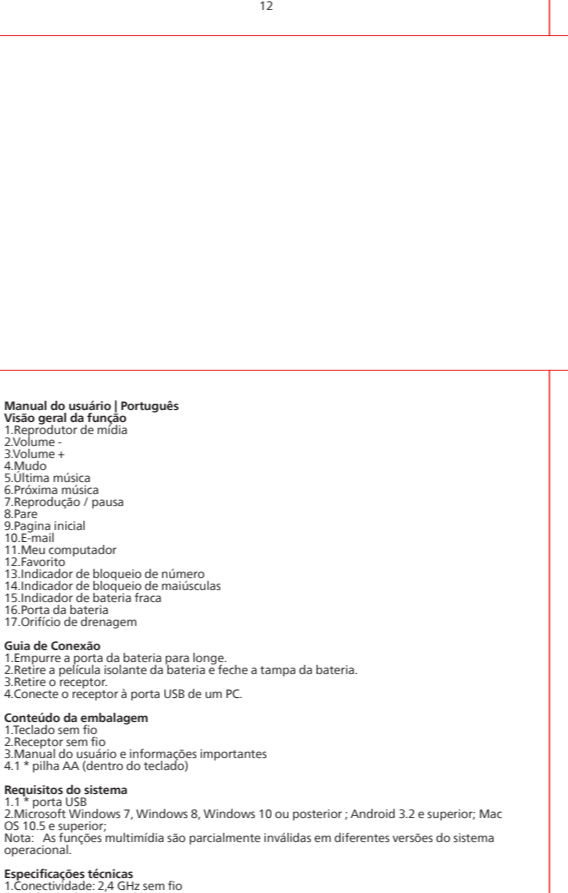 12
Manual do usuário | Português
Visão geral da função
1.Reprodutor de mídia
2.Volume -
3.Volume +
4.Mudo
5.Última música
6.Próxima música
7.Reprodução / pausa
8.Pare
9.Pagina inicial
10.E-mail
11.Meu computador
12.Favorito
13.Indicador de bloqueio de número
14.Indicador de bloqueio de maiúsculas
15.Indicador de bateria fraca
16.Porta da bateria
17.Orifício de drenagem
Guia de Conexão
1.Empurre a porta da bateria para longe.
2.Retire a película isolante da bateria e feche a tampa da bateria.
3.Retire o receptor.
4.Conecte o receptor à porta USB de um PC.
Conteúdo da embalagem
1.Teclado sem fio
2.Receptor sem fio
3.Manual do usuário e informações importantes
4.1 * pilha AA (dentro do teclado)
Requisitos do sistema
1.1 * porta USB
2.Microsoft Windows 7, Windows 8, Windows 10 ou posterior ; Android 3.2 e superior; Mac
OS 10.5 e superior;
Nota:   As funções multimídia são parcialmente inválidas em diferentes versões do sistema
operacional.
Especificações técnicas
1.Conectividade: 2,4 GHz sem fio